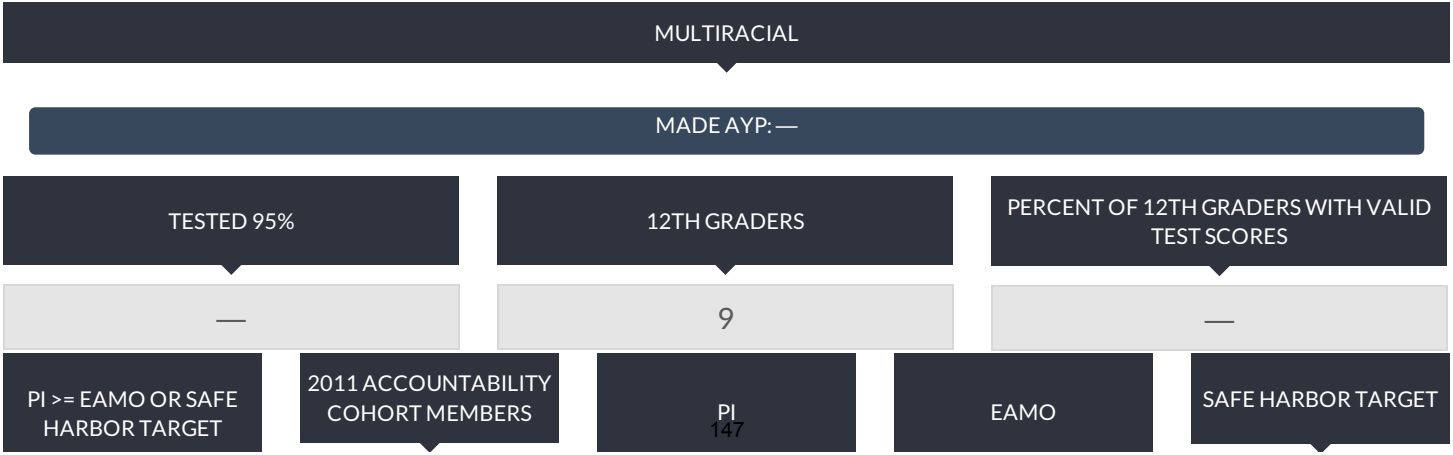 MULTIRACIAL
MADE AYP: —
TESTED 95%
12TH GRADERS
PERCENT OF 12TH GRADERS WITH VALID
TEST SCORES
—
9
—
PI >= EAMO OR SAFE
HARBOR TARGET
2011 ACCOUNTABILITY
COHORT MEMBERS
PI
147
EAMO
SAFE HARBOR TARGET